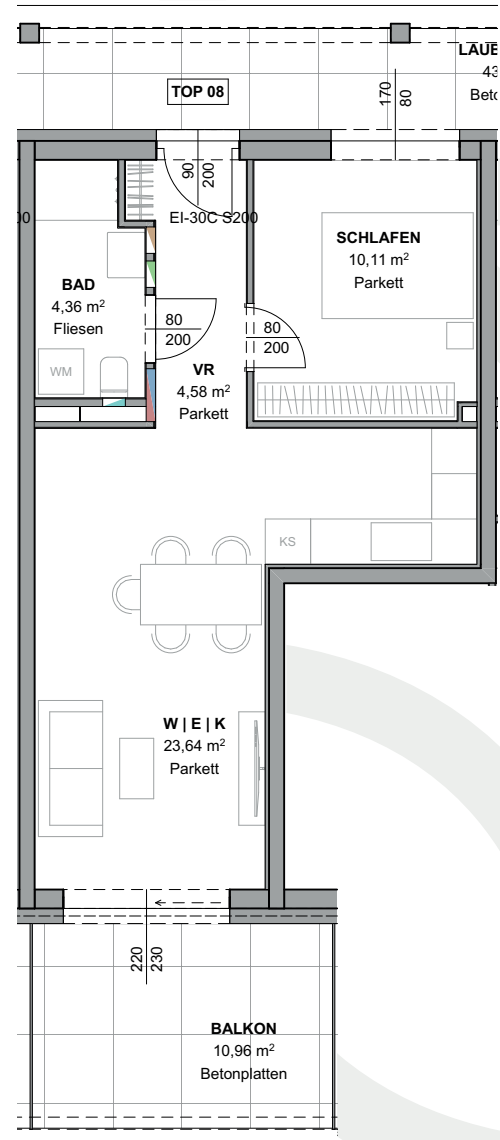 LAUB
43
Beto
TOP 08
170
80
90
200
EI-30C S200
00
SCHLAFEN
10,11 m²
Parkett
BAD
4,36 m²
Fliesen
80
200
80
200
WM
VR
4,58 m²
Parkett
KS
W | E | K
23,64 m²
Parkett
220
230
BALKON
10,96 m²
Betonplatten